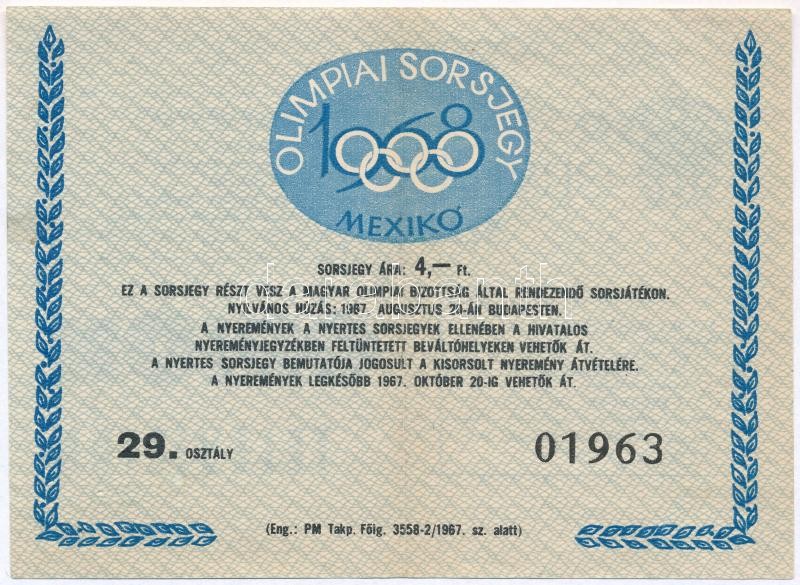 OLIMPIAI SORSJEGY
1968
MEXIKÓ
SORSJEGY ÁRA: 4,— Ft.
EZ A SORSJEGY RÉSZT VESZ A MAGYAR OLIMPIAI BIZOTTSÁG ÁLTAL RENDEZENDŐ SORSJÁTÉKON.
NYILVÁNOS HÚZÁS: 1967. AUGUSZTUS 20-ÁN BUDAPESTEN.
A NYEREMÉNYEK A NYERTES SORSJEGYEK ELLENÉBEN A HIVATALOS
NYEREMÉNYJEGYZÉKBEN FELTÜNTETETT BEVÁLTÓHELYEKEN VEHETŐK ÁT.
A NYERTES SORSJEGY BEMUTATÓJA JOGOSULT A KISORSOLT NYEREMÉNY ÁTVÉTELÉRE.
A NYEREMÉNYEK LEGKÉSŐBB 1967. OKTÓBER 20-IG VEHETŐK ÁT.
29. OSZTÁLY 01963
(Eng.: PM Takp. Főig. 3558-2/1967. sz. alatt)